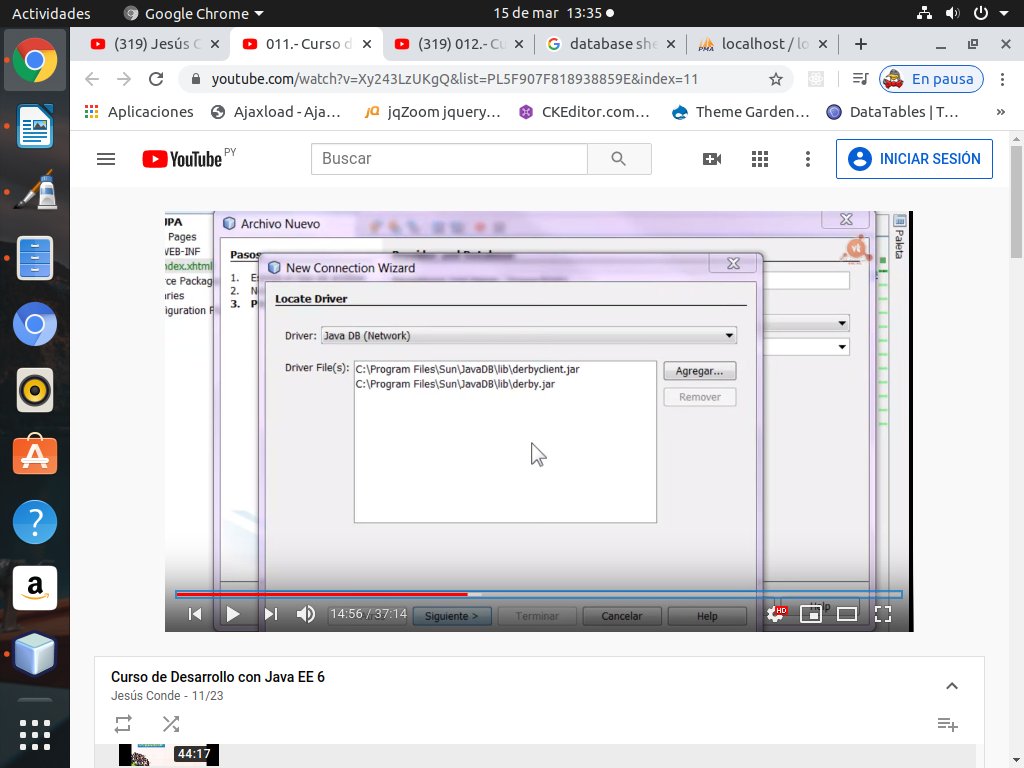 Actividades
Google Chrome
15 de mar 13:35
(319) Jesús C
011.- Curso d
(319) 012.- Cu
database she
localhost / lo
youtube.com/watch?v=Xy243LzUKgQ&list=PL5F907F818938859E&index=11
En pausa
Aplicaciones
Ajaxload - Aja...
jqZoom jquery...
CKEditor.com...
Theme Garden...
DataTables | T...
»
YouTube PY
Buscar
INICIAR SESIÓN
JPA
Pages
WEB-INF
index.xhtml
rce Packag
aries
figuration F
Archivo Nuevo
Pasos
1. E
2. N
3. P
Paleta
New Connection Wizard
Locate Driver
Driver: Java DB (Network)
Driver File(s): C:\Program Files\Sun\JavaDB\lib\derbyclient.jar
C:\Program Files\Sun\JavaDB\lib\derby.jar
Agregar...
Remover
14:56 / 37:14
Siguiente >
Terminar
Cancelar
Help
Help
HD
Curso de Desarrollo con Java EE 6
Jesús Conde - 11/23
44:17